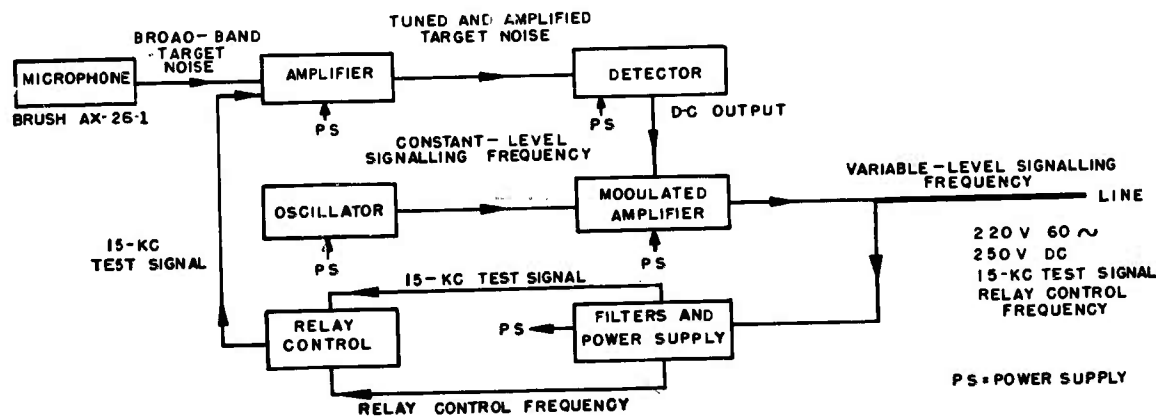 BROAO-BAND
TARGET
NOISE
TUNED AND AMPLIFIED
TARGET NOISE
MICROPHONE
BRUSH AX-26-1
AMPLIFIER
PS
DETECTOR
PS
D-C OUTPUT
CONSTANT-LEVEL
SIGNALLING FREQUENCY
OSCILLATOR
PS
MODULATED
AMPLIFIER
PS
VARIABLE-LEVEL SIGNALLING
FREQUENCY
LINE
220 V 60 ~
250 V DC
15-KC TEST SIGNAL
RELAY CONTROL
FREQUENCY
15-KC
TEST SIGNAL
15-KC TEST SIGNAL
RELAY
CONTROL
PS
FILTERS AND
POWER SUPPLY
RELAY CONTROL FREQUENCY
PS = POWER SUPPLY